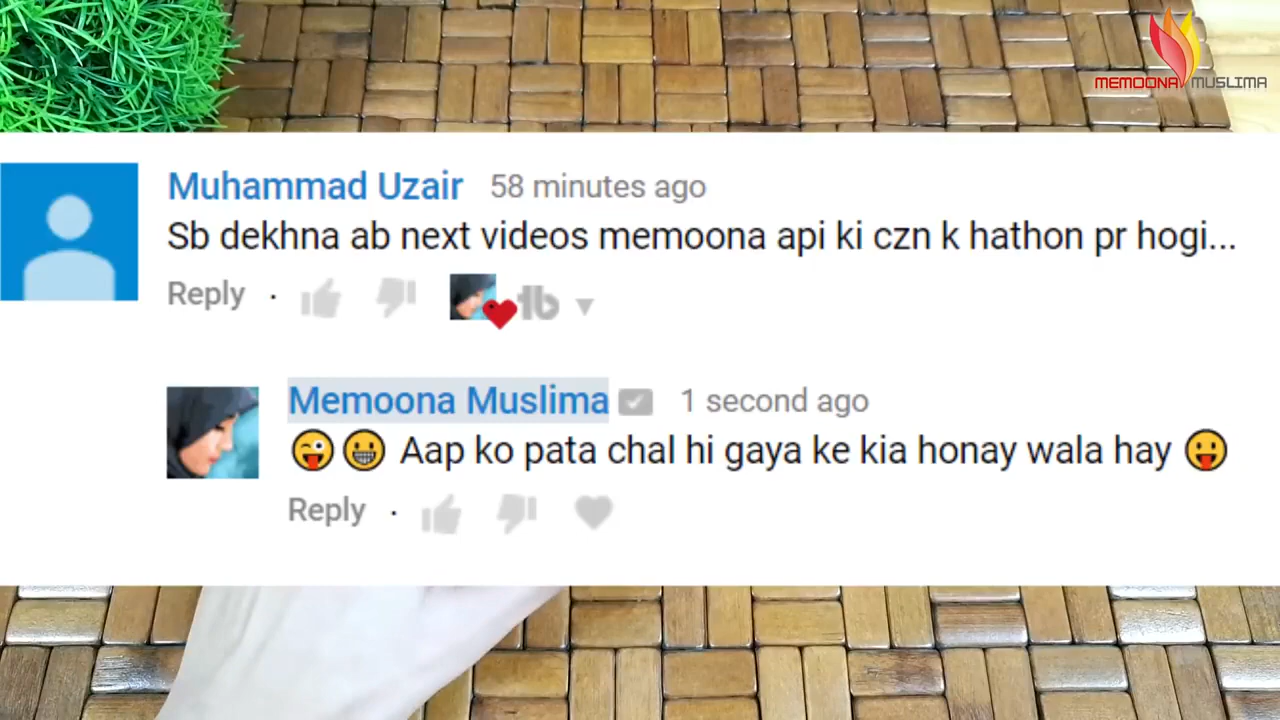 MEMOONA MUSLIMA
Muhammad Uzair 58 minutes ago
Sb dekhna ab next videos memoona api ki czn k hathon pr hogi...
Reply · tb ▼
Memoona Muslima 1 second ago
😜😀 Aap ko pata chal hi gaya ke kia honay wala hay 😛
Reply ·